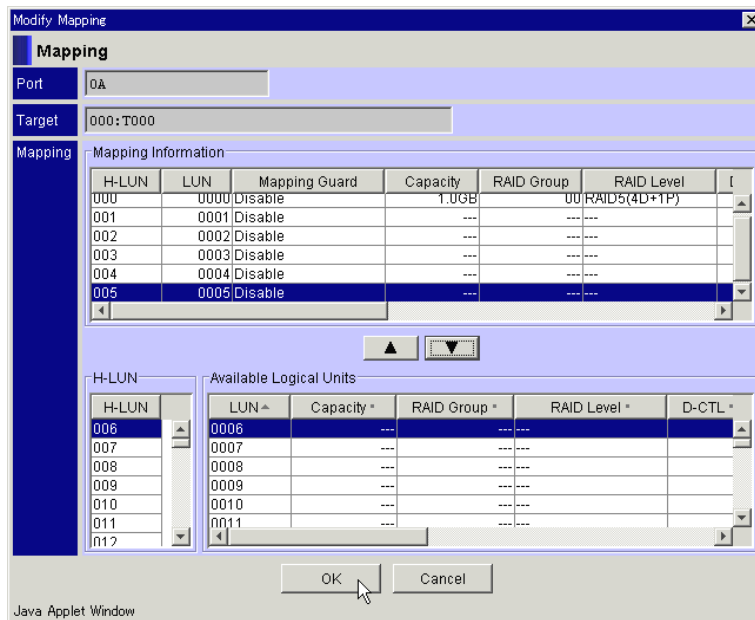 Modify Mapping
Mapping
Port 0A
Target 000:T000
Mapping Mapping Information
H-LUN LUN Mapping Guard Capacity RAID Group RAID Level
000 0000 Disable 1.0GB 00 RAID5(4D+1P)
001 0001 Disable --- --- ---
002 0002 Disable --- --- ---
003 0003 Disable --- --- ---
004 0004 Disable --- --- ---
005 0005 Disable --- --- ---
▲ ▼
H-LUN Available Logical Units
H-LUN LUN Capacity RAID Group RAID Level D-CTL
006 0006 --- --- ---
007 0007 --- --- ---
008 0008 --- --- ---
009 0009 --- --- ---
010 0010 --- --- ---
011 0011 --- --- ---
012
OK Cancel
Java Applet Window